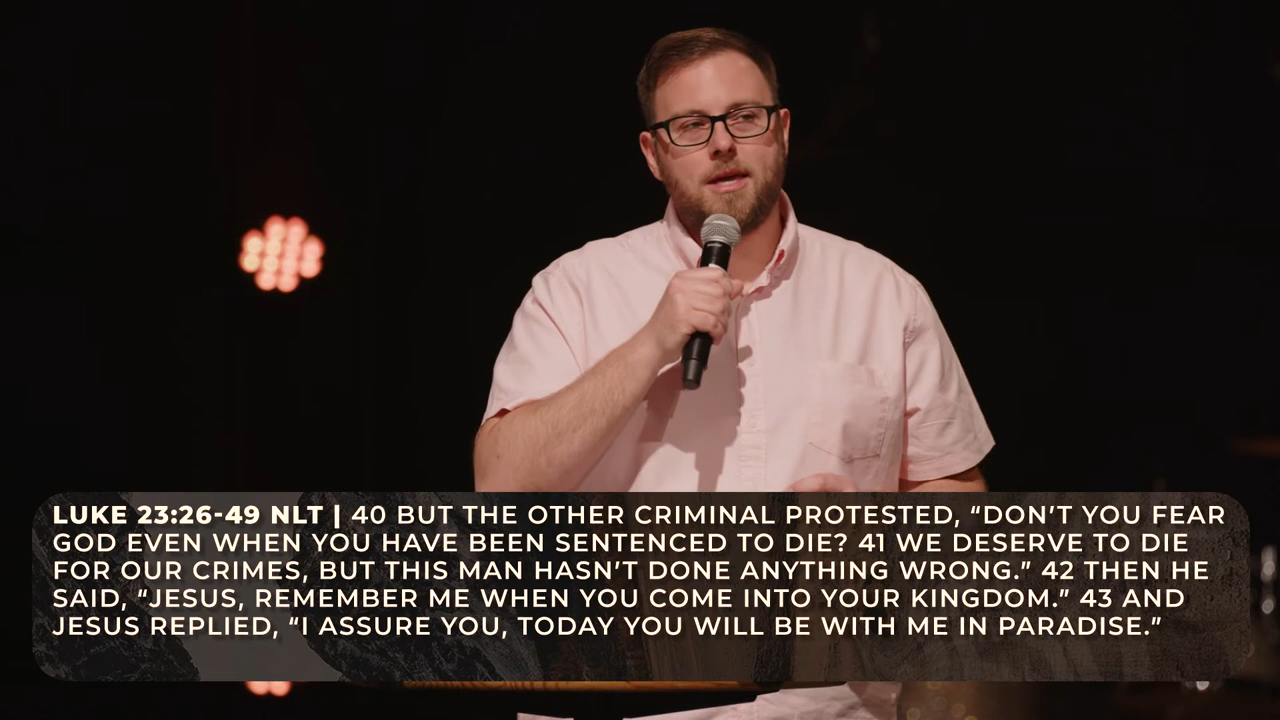 LUKE 23:26-49 NLT | 40 BUT THE OTHER CRIMINAL PROTESTED, “DON’T YOU FEAR
GOD EVEN WHEN YOU HAVE BEEN SENTENCED TO DIE? 41 WE DESERVE TO DIE
FOR OUR CRIMES, BUT THIS MAN HASN’T DONE ANYTHING WRONG.” 42 THEN HE
SAID, “JESUS, REMEMBER ME WHEN YOU COME INTO YOUR KINGDOM.” 43 AND
JESUS REPLIED, “I ASSURE YOU, TODAY YOU WILL BE WITH ME IN PARADISE.”